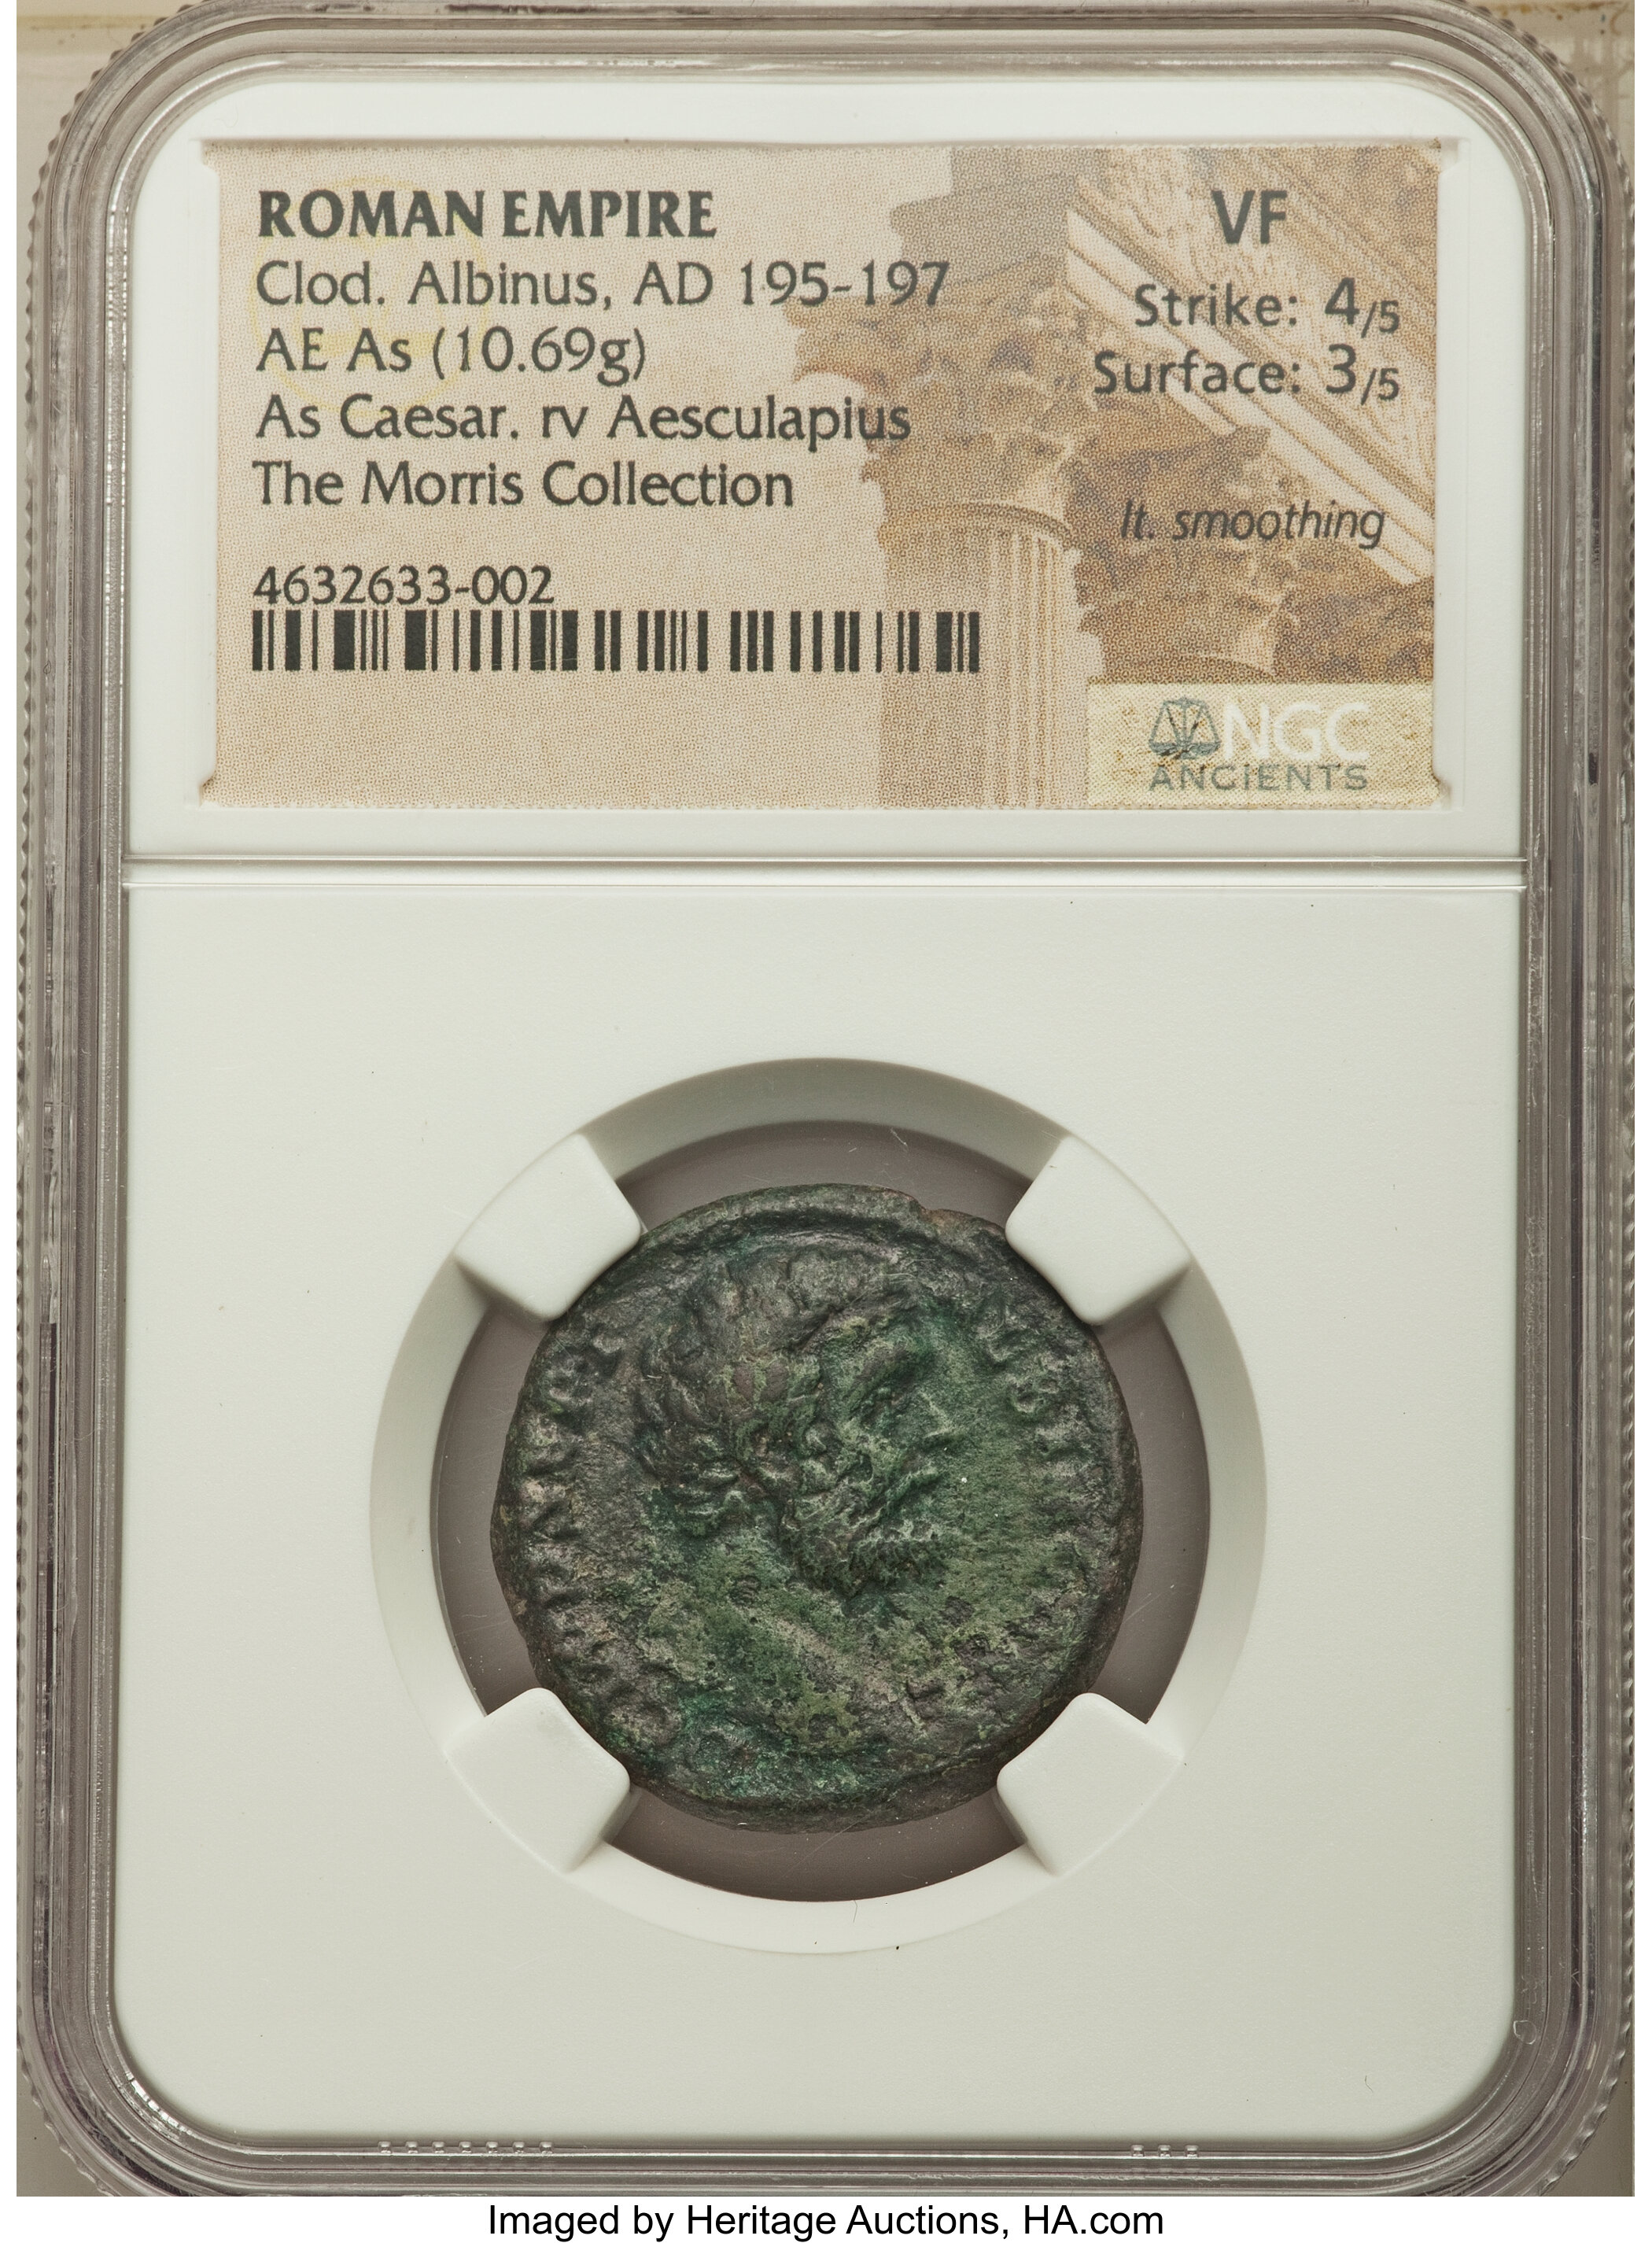 ROMAN EMPIRE
Clod. Albinus, AD 195-197
AE As (10.69g)
As Caesar. rv Aesculapius
The Morris Collection
4632633-002
VF
Strike: 4/5
Surface: 3/5
lt. smoothing
NGC
ANCIENTS
Imaged by Heritage Auctions, HA.com